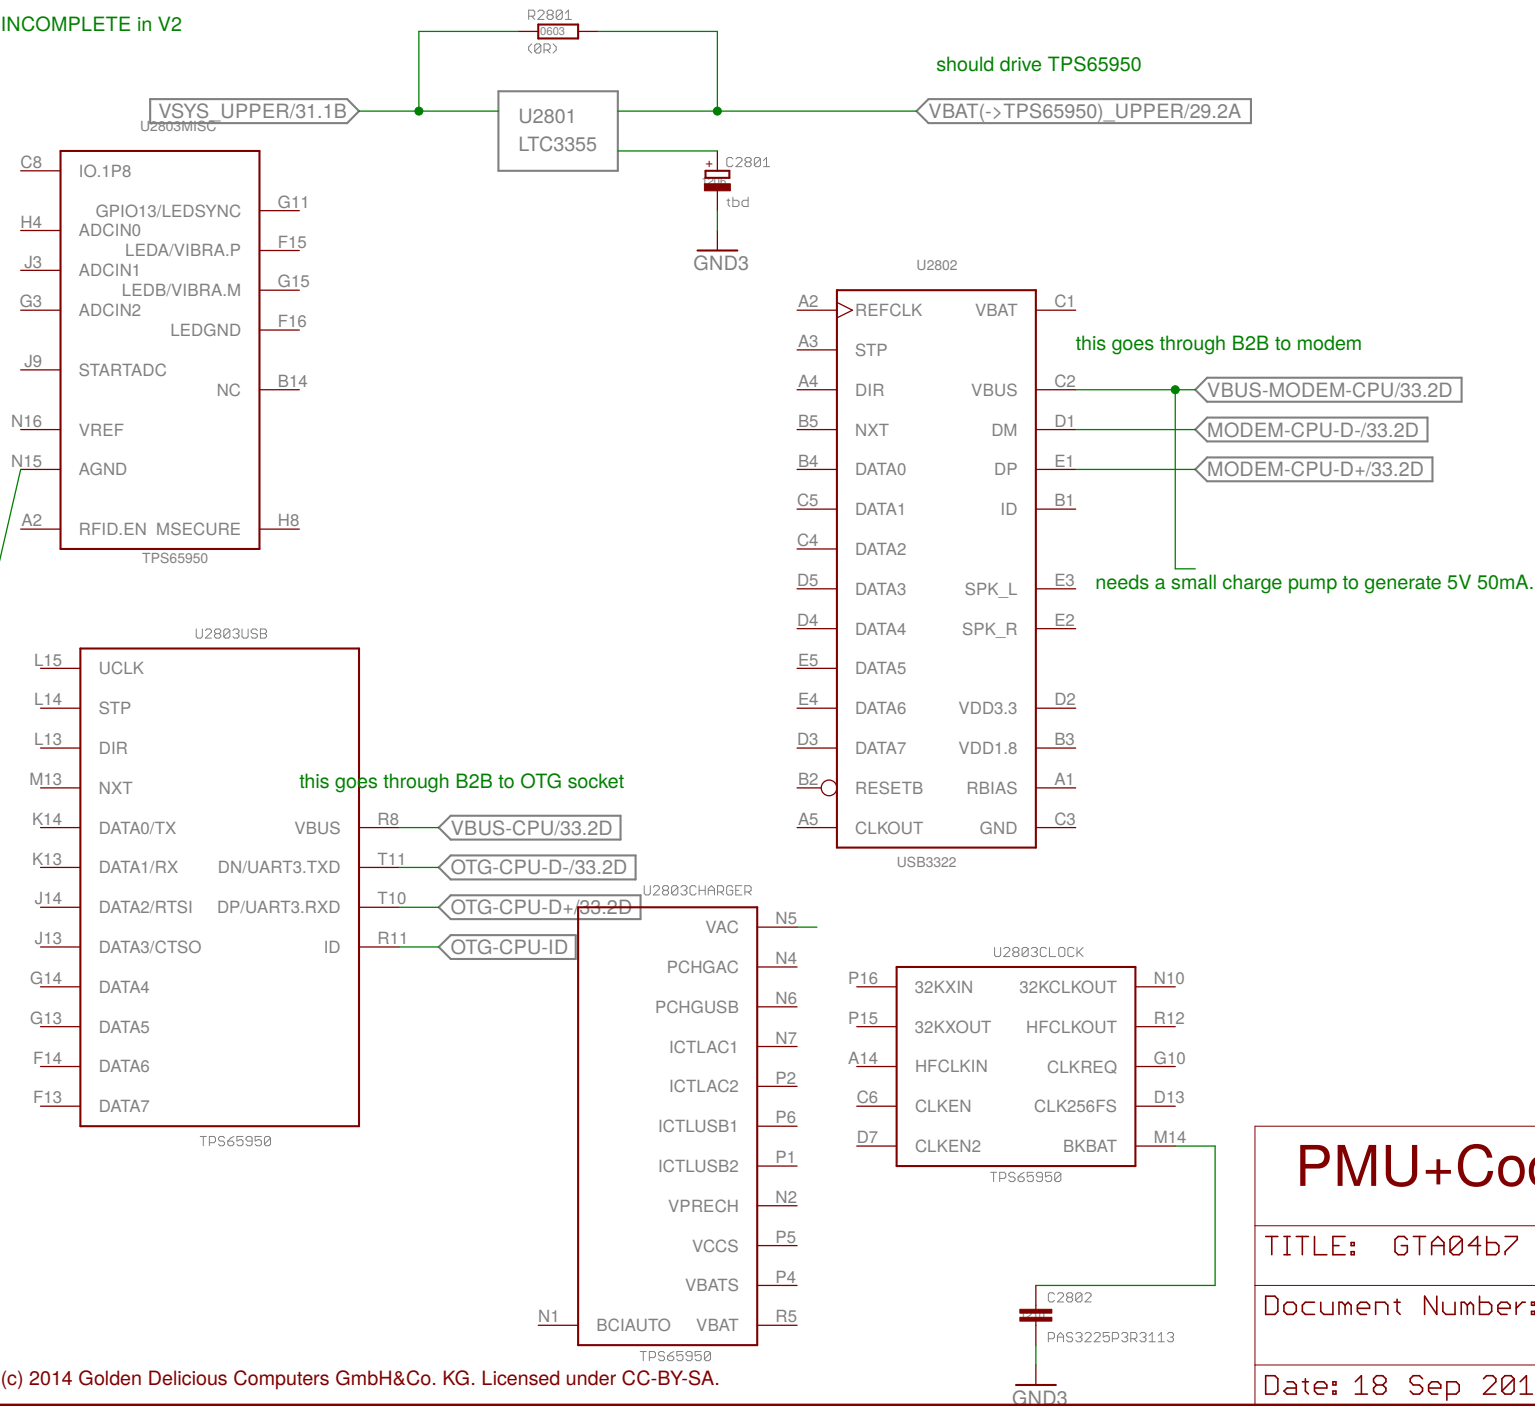 INCOMPLETE in V2
R2801
0603
(0R)
should drive TPS65950
VSYS_UPPER/31.1B
U2801
LTC3355
VBAT(->TPS65950)_UPPER/29.2A
C2801
tbd
GND3
U2803MISC
C8 IO.1P8
GPIO13/LEDSYNC G11
H4 ADCIN0
LEDA/VIBRA.P F15
J3 ADCIN1
LEDB/VIBRA.M G15
G3 ADCIN2
LEDGND F16
J9 STARTADC
NC B14
N16 VREF
N15 AGND
A2 RFID.EN MSECURE H8
TPS65950
U2802
A2 REFCLK VBAT C1
this goes through B2B to modem
A3 STP
A4 DIR VBUS C2 VBUS-MODEM-CPU/33.2D
B5 NXT DM D1 MODEM-CPU-D-/33.2D
B4 DATA0 DP E1 MODEM-CPU-D+/33.2D
C5 DATA1 ID B1
C4 DATA2
D5 DATA3 SPK_L E3
needs a small charge pump to generate 5V 50mA.
D4 DATA4 SPK_R E2
E5 DATA5
E4 DATA6 VDD3.3 D2
D3 DATA7 VDD1.8 B3
B2 RESETB RBIAS A1
A5 CLKOUT GND C3
USB3322
U2803USB
L15 UCLK
L14 STP
L13 DIR
this goes through B2B to OTG socket
M13 NXT
K14 DATA0/TX VBUS R8 VBUS-CPU/33.2D
K13 DATA1/RX DN/UART3.TXD T11 OTG-CPU-D-/33.2D
J14 DATA2/RTSI DP/UART3.RXD T10 OTG-CPU-D+/33.2D
J13 DATA3/CTSO ID R11 OTG-CPU-ID
G14 DATA4
G13 DATA5
F14 DATA6
F13 DATA7
TPS65950
U2803CHARGER
VAC N5
PCHGAC N4
PCHGUSB N6
ICTLAC1 N7
ICTLAC2 P2
ICTLUSB1 P6
ICTLUSB2 P1
VPRECH N2
VCCS P5
VBATS P4
N1 BCIAUTO VBAT R5
TPS65950
U2803CLOCK
P16 32KXIN 32KCLKOUT N10
P15 32KXOUT HFCLKOUT R12
A14 HFCLKIN CLKREQ G10
C6 CLKEN CLK256FS D13
D7 CLKEN2 BKBAT M14
TPS65950
C2802
PAS3225P3R3113
GND3
TITLE: GTA04b7
Document Number:
Date: 18 Sep 201
(c) 2014 Golden Delicious Computers GmbH&Co. KG. Licensed under CC-BY-SA.